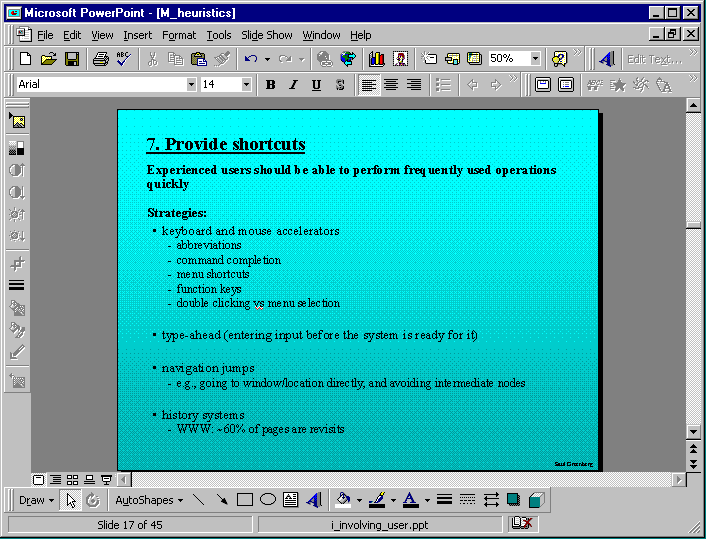 Microsoft PowerPoint - [M_heuristics]
File Edit View Insert Format Tools Slide Show Window Help
50% Edit Text...
Arial 14 B I U S
7. Provide shortcuts
Experienced users should be able to perform frequently used operations
quickly
Strategies:
• keyboard and mouse accelerators
- abbreviations
- command completion
- menu shortcuts
- function keys
- double clicking vs menu selection
• type-ahead (entering input before the system is ready for it)
• navigation jumps
- e.g., going to window/location directly, and avoiding intermediate nodes
• history systems
- WWW: ~60% of pages are revisits
Saul Greenberg
Draw AutoShapes
Slide 17 of 45 i_involving_user.ppt